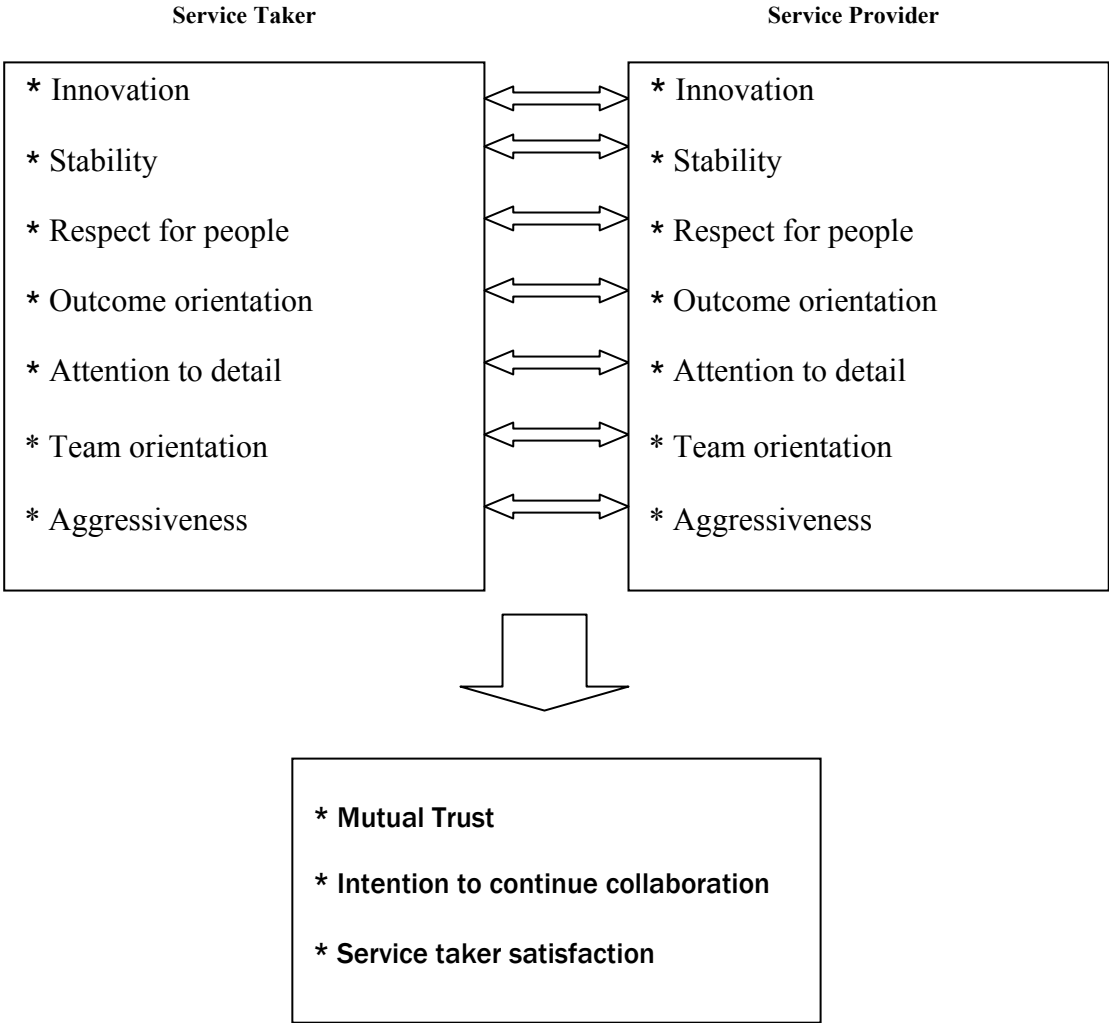 Service Taker
Service Provider
* Innovation
* Stability
* Respect for people
* Outcome orientation
* Attention to detail
* Team orientation
* Aggressiveness
* Innovation
* Stability
* Respect for people
* Outcome orientation
* Attention to detail
* Team orientation
* Aggressiveness
* Mutual Trust
* Intention to continue collaboration
* Service taker satisfaction